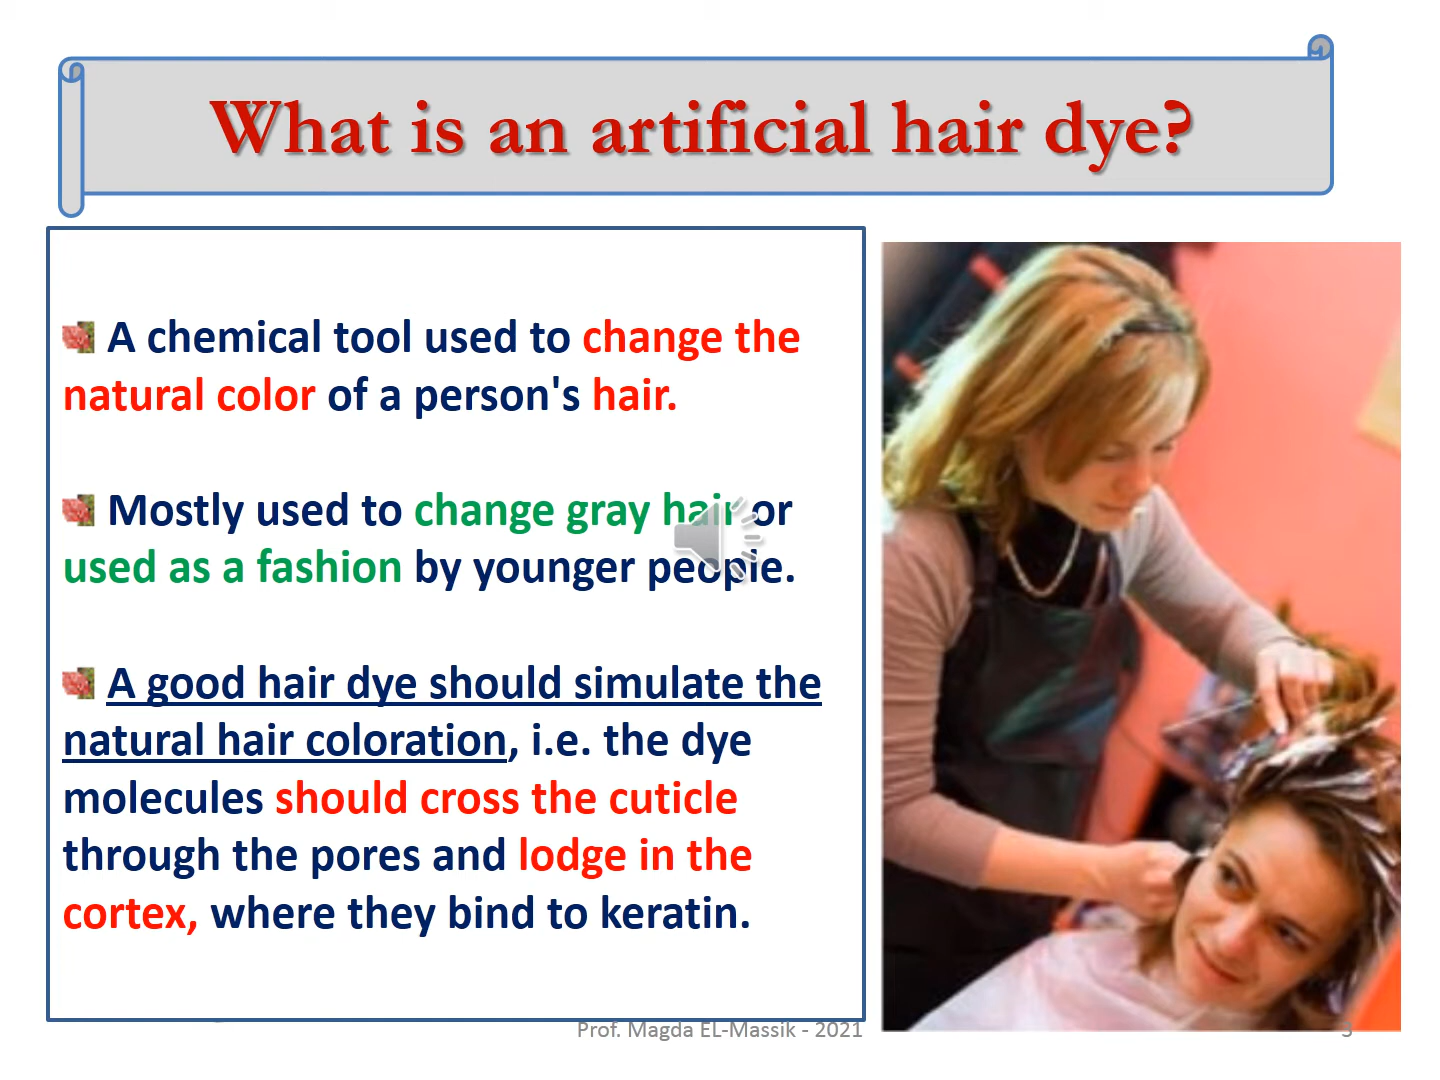 What is an artificial hair dye?
A chemical tool used to change the
natural color of a person's hair.
Mostly used to change gray hair or
used as a fashion by younger people.
A good hair dye should simulate the
natural hair coloration, i.e. the dye
molecules should cross the cuticle
through the pores and lodge in the
cortex, where they bind to keratin.
Prof. Magda EL-Massik - 2021
3